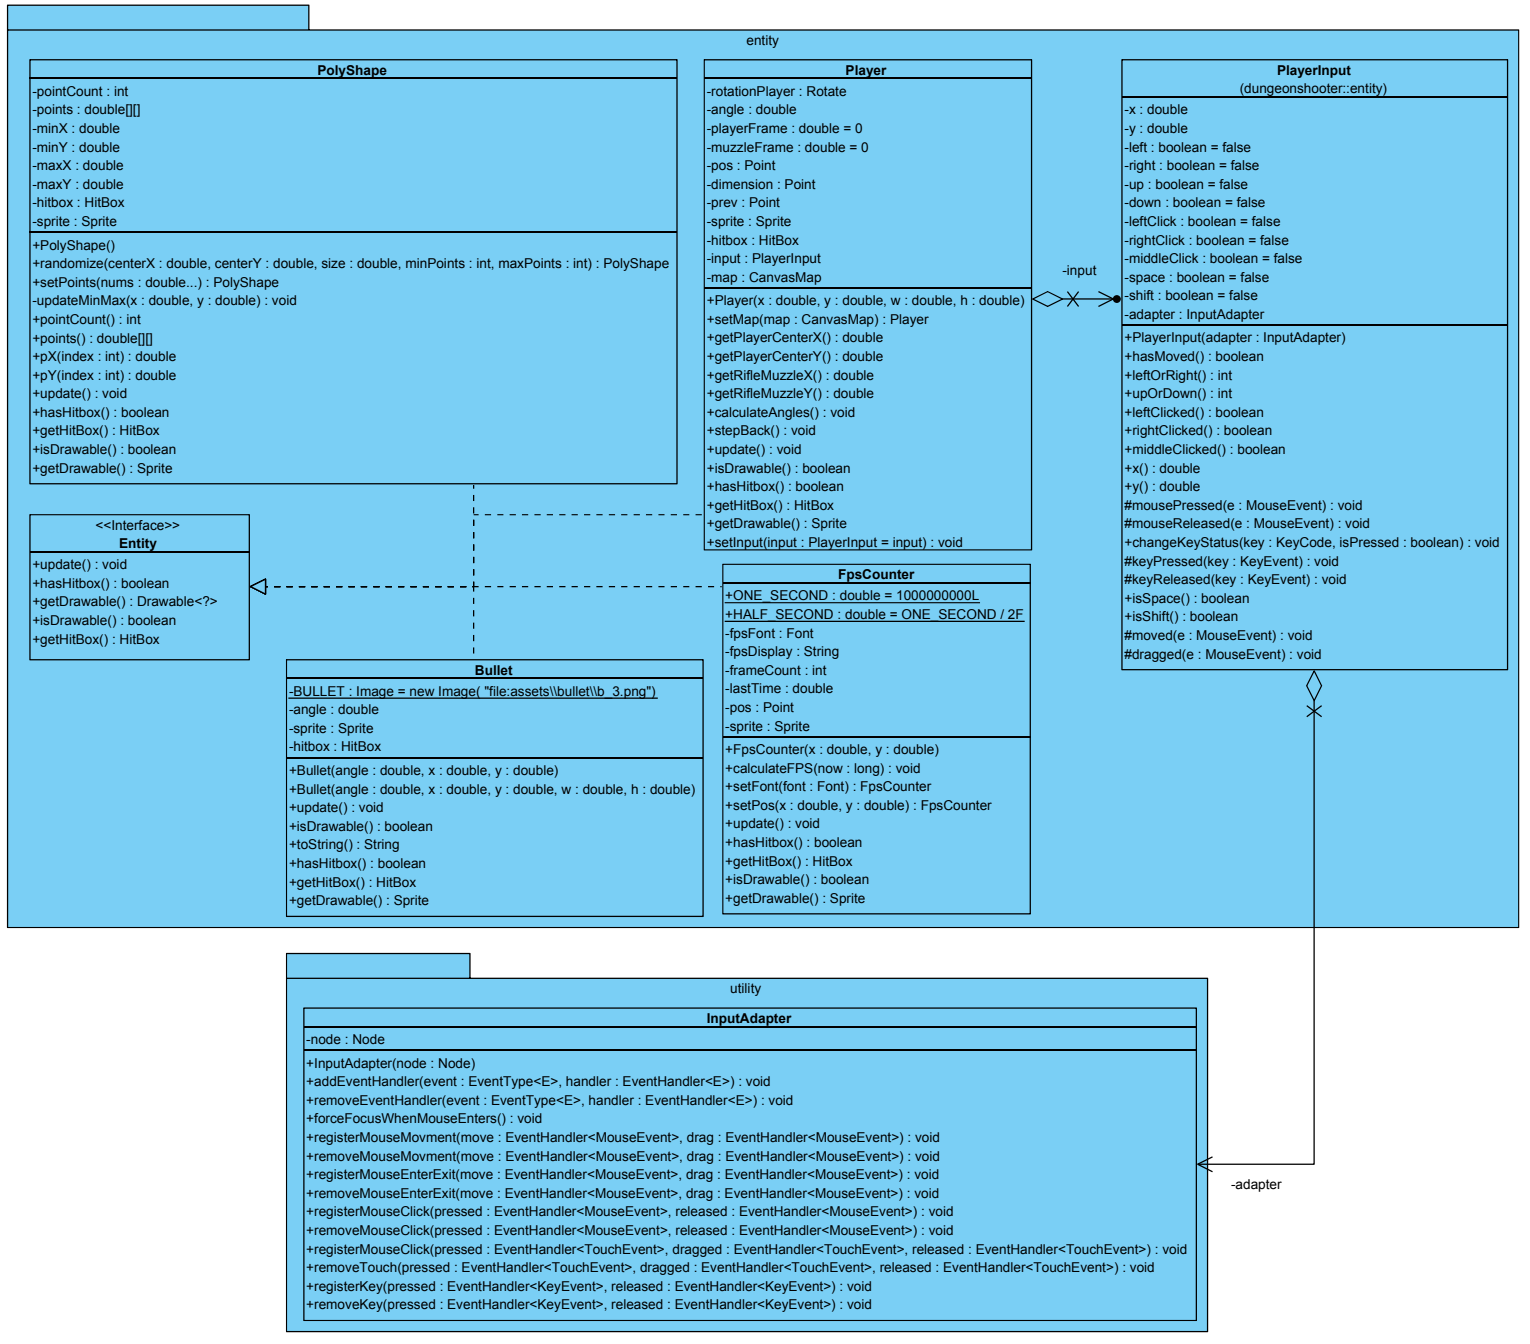 entity
PolyShape
-pointCount : int
-points : double[][]
-minX : double
-minY : double
-maxX : double
-maxY : double
-hitbox : HitBox
-sprite : Sprite
+PolyShape()
+randomize(centerX : double, centerY : double, size : double, minPoints : int, maxPoints : int) : PolyShape
+setPoints(nums : double...) : PolyShape
-updateMinMax(x : double, y : double) : void
+pointCount() : int
+points() : double[][]
+pX(index : int) : double
+pY(index : int) : double
+update() : void
+hasHitbox() : boolean
+getHitBox() : HitBox
+isDrawable() : boolean
+getDrawable() : Sprite
Player
-rotationPlayer : Rotate
-angle : double
-playerFrame : double = 0
-muzzleFrame : double = 0
-pos : Point
-dimension : Point
-prev : Point
-sprite : Sprite
-hitbox : HitBox
-input : PlayerInput
-map : CanvasMap
+Player(x : double, y : double, w : double, h : double)
+setMap(map : CanvasMap) : Player
+getPlayerCenterX() : double
+getPlayerCenterY() : double
+getRifleMuzzleX() : double
+getRifleMuzzleY() : double
+calculateAngles() : void
+stepBack() : void
+update() : void
+isDrawable() : boolean
+hasHitbox() : boolean
+getHitBox() : HitBox
+getDrawable() : Sprite
+setInput(input : PlayerInput = input) : void
-input
PlayerInput
(dungeonshooter::entity)
-x : double
-y : double
-left : boolean = false
-right : boolean = false
-up : boolean = false
-down : boolean = false
-leftClick : boolean = false
-rightClick : boolean = false
-middleClick : boolean = false
-space : boolean = false
-shift : boolean = false
-adapter : InputAdapter
+PlayerInput(adapter : InputAdapter)
+hasMoved() : boolean
+leftOrRight() : int
+upOrDown() : int
+leftClicked() : boolean
+rightClicked() : boolean
+middleClicked() : boolean
+x() : double
+y() : double
#mousePressed(e : MouseEvent) : void
#mouseReleased(e : MouseEvent) : void
+changeKeyStatus(key : KeyCode, isPressed : boolean) : void
#keyPressed(key : KeyEvent) : void
#keyReleased(key : KeyEvent) : void
+isSpace() : boolean
+isShift() : boolean
#moved(e : MouseEvent) : void
#dragged(e : MouseEvent) : void
<<Interface>>
Entity
+update() : void
+hasHitbox() : boolean
+getDrawable() : Drawable<?>
+isDrawable() : boolean
+getHitBox() : HitBox
Bullet
-BULLET : Image = new Image( "file:assets\\bullet\\b_3.png")
-angle : double
-sprite : Sprite
-hitbox : HitBox
+Bullet(angle : double, x : double, y : double)
+Bullet(angle : double, x : double, y : double, w : double, h : double)
+update() : void
+isDrawable() : boolean
+toString() : String
+hasHitbox() : boolean
+getHitBox() : HitBox
+getDrawable() : Sprite
FpsCounter
+ONE_SECOND : double = 1000000000L
+HALF_SECOND : double = ONE_SECOND / 2F
-fpsFont : Font
-fpsDisplay : String
-frameCount : int
-lastTime : double
-pos : Point
-sprite : Sprite
+FpsCounter(x : double, y : double)
+calculateFPS(now : long) : void
+setFont(font : Font) : FpsCounter
+setPos(x : double, y : double) : FpsCounter
+update() : void
+hasHitbox() : boolean
+getHitBox() : HitBox
+isDrawable() : boolean
+getDrawable() : Sprite
utility
InputAdapter
-node : Node
+InputAdapter(node : Node)
+addEventHandler(event : EventType<E>, handler : EventHandler<E>) : void
+removeEventHandler(event : EventType<E>, handler : EventHandler<E>) : void
+forceFocusWhenMouseEnters() : void
+registerMouseMovment(move : EventHandler<MouseEvent>, drag : EventHandler<MouseEvent>) : void
+removeMouseMovment(move : EventHandler<MouseEvent>, drag : EventHandler<MouseEvent>) : void
+registerMouseEnterExit(move : EventHandler<MouseEvent>, drag : EventHandler<MouseEvent>) : void
+removeMouseEnterExit(move : EventHandler<MouseEvent>, drag : EventHandler<MouseEvent>) : void
+registerMouseClick(pressed : EventHandler<MouseEvent>, released : EventHandler<MouseEvent>) : void
+removeMouseClick(pressed : EventHandler<MouseEvent>, released : EventHandler<MouseEvent>) : void
+registerMouseClick(pressed : EventHandler<TouchEvent>, dragged : EventHandler<TouchEvent>, released : EventHandler<TouchEvent>) : void
+removeTouch(pressed : EventHandler<TouchEvent>, dragged : EventHandler<TouchEvent>, released : EventHandler<TouchEvent>) : void
+registerKey(pressed : EventHandler<KeyEvent>, released : EventHandler<KeyEvent>) : void
+removeKey(pressed : EventHandler<KeyEvent>, released : EventHandler<KeyEvent>) : void
-adapter